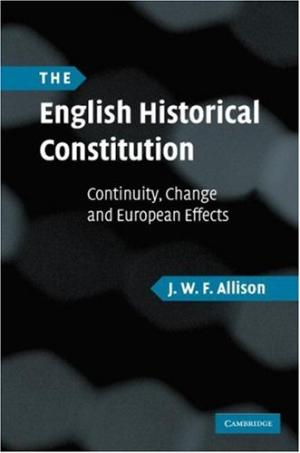 THE
English Historical
Constitution
Continuity, Change
and European Effects
J. W. F. Allison
CAMBRIDGE